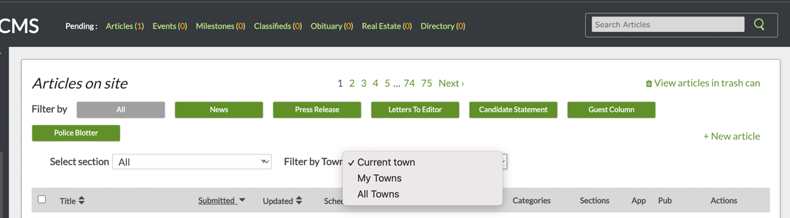 CMS Pending : Articles (1) Events (0) Milestones (0) Classifieds (0) Obituary (0) Real Estate (0) Directory (0) Search Articles
Articles on site 1 2 3 4 5 ... 74 75 Next › View articles in trash can
Filter by All News Press Release Letters To Editor Candidate Statement Guest Column
Police Blotter + New article
Select section All Filter by Town ✓ Current town
My Towns
All Towns
Title Submitted Updated Categories Sections App Pub Actions